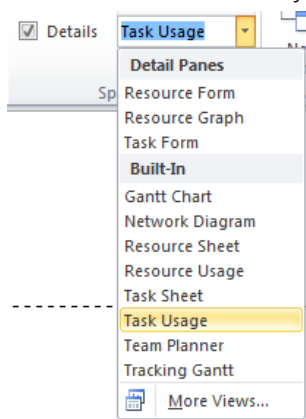 Details Task Usage
Detail Panes
Sp
Resource Form
Resource Graph
Task Form
Built-In
Gantt Chart
Network Diagram
Resource Sheet
Resource Usage
Task Sheet
Task Usage
Team Planner
Tracking Gantt
More Views...